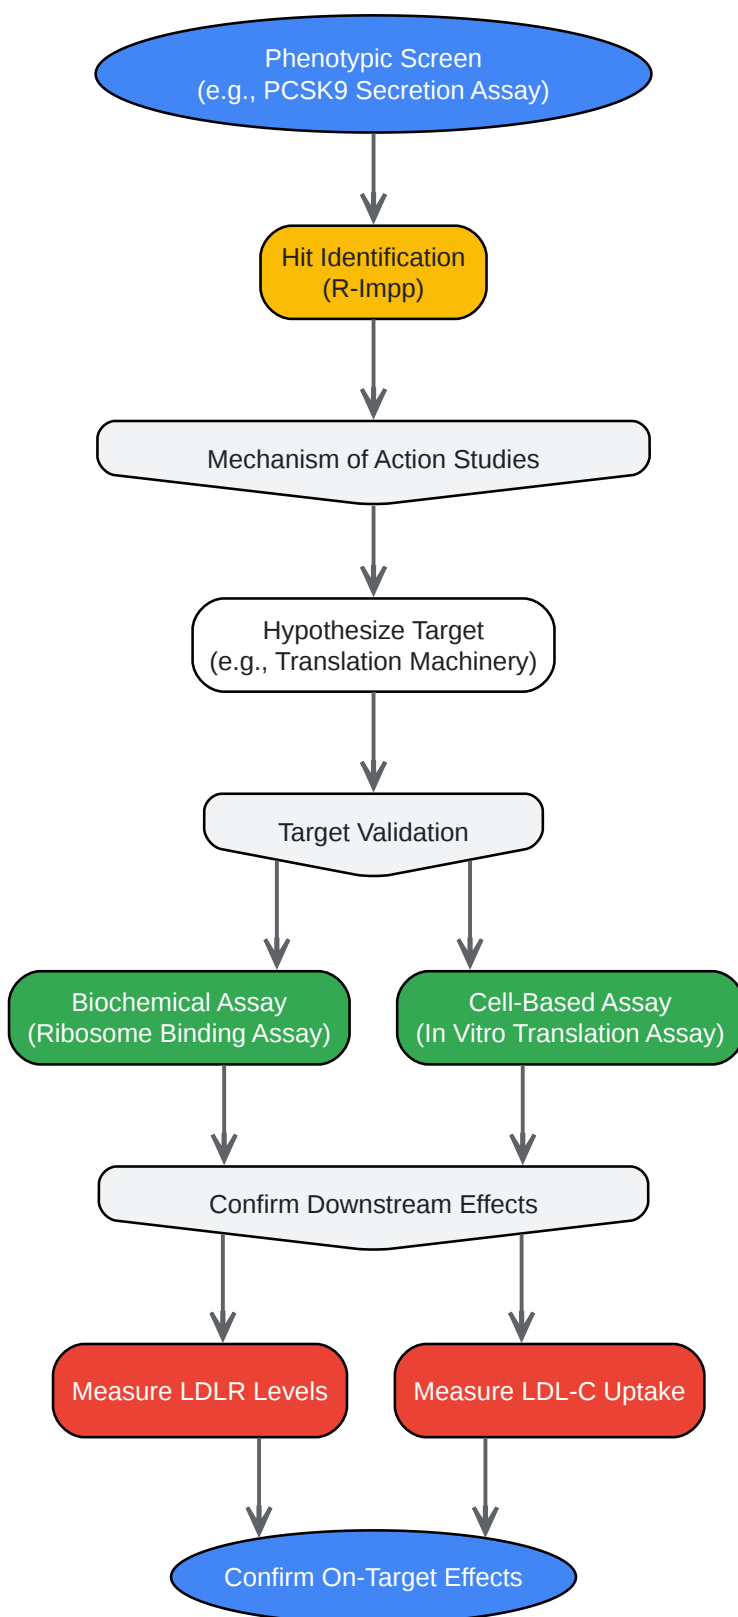 Phenotypic Screen
(e.g., PCSK9 Secretion Assay)
Hit Identification
(R-Impp)
Mechanism of Action Studies
Hypothesize Target
(e.g., Translation Machinery)
Target Validation
Biochemical Assay
(Ribosome Binding Assay)
Cell-Based Assay
(In Vitro Translation Assay)
Confirm Downstream Effects
Measure LDLR Levels
Measure LDL-C Uptake
Confirm On-Target Effects